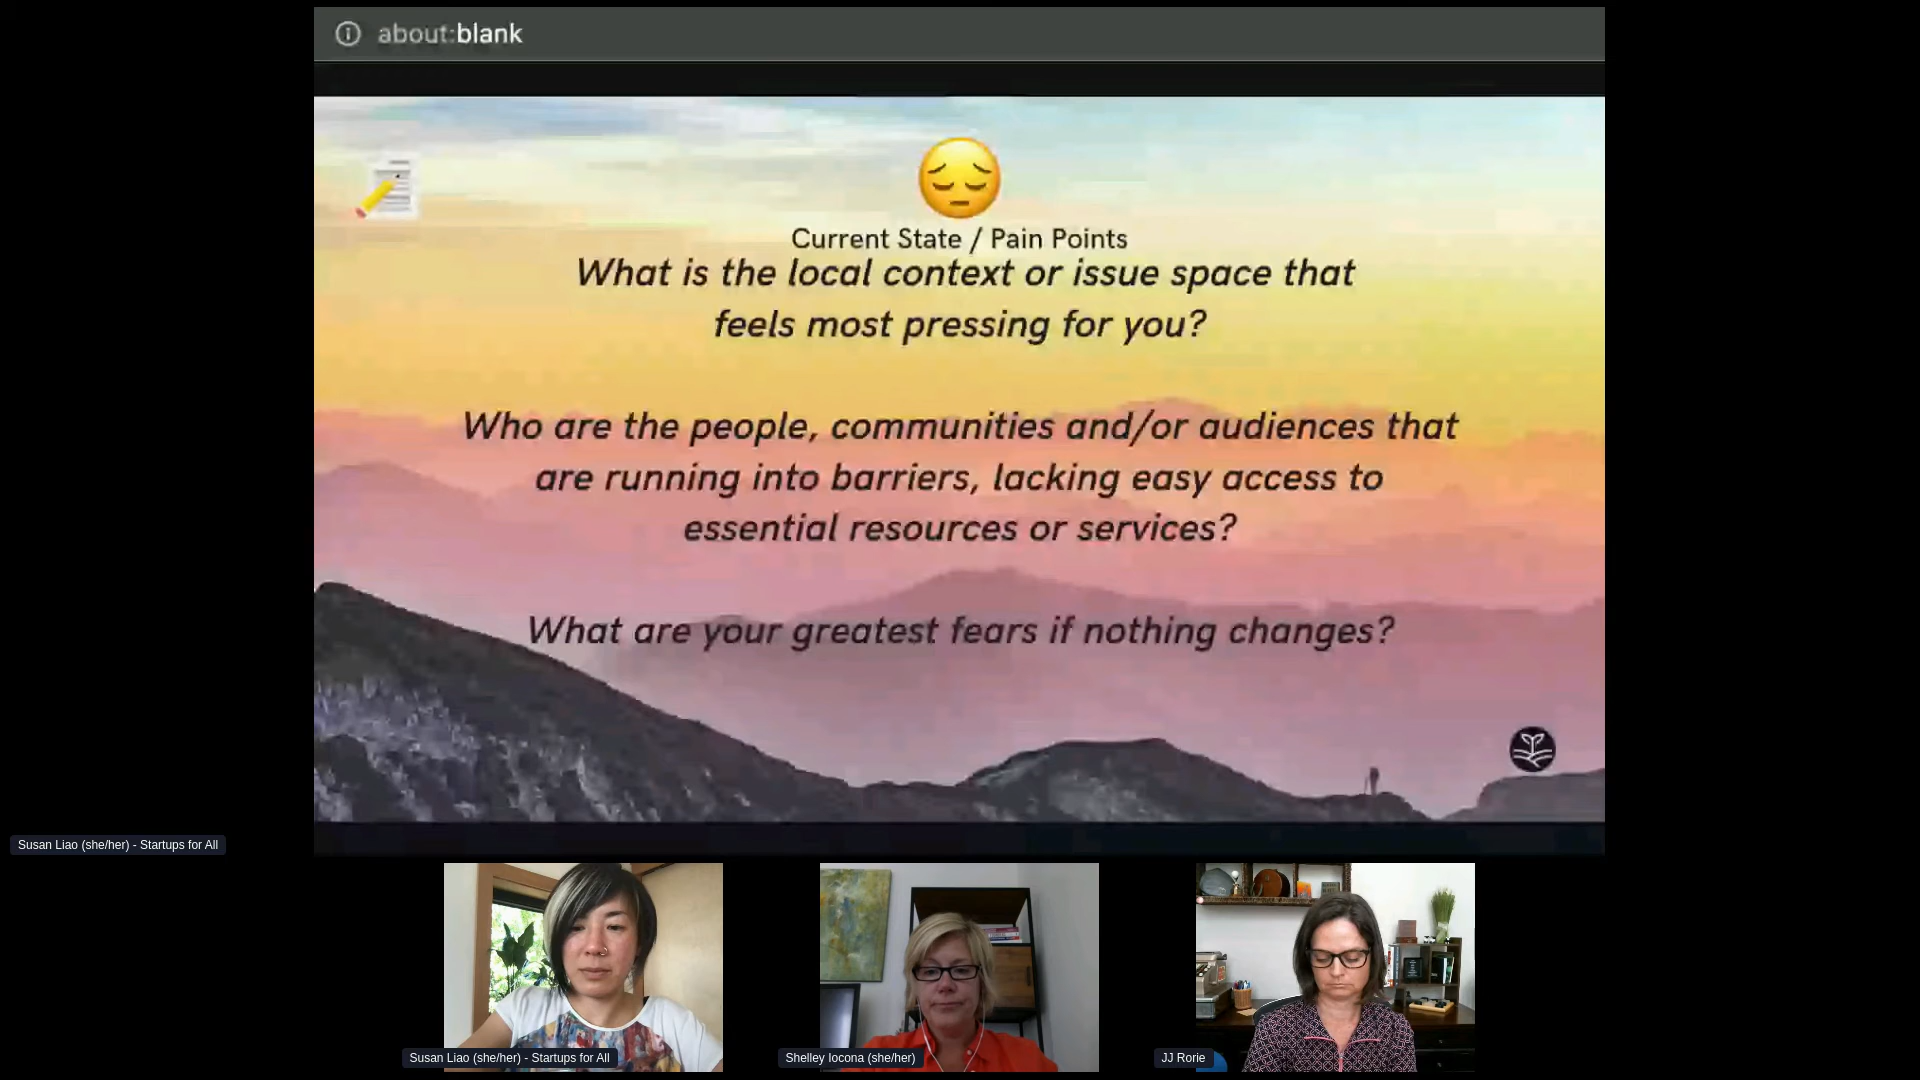 about:blank
Current State / Pain Points
What is the local context or issue space that
feels most pressing for you?
Who are the people, communities and/or audiences that
are running into barriers, lacking easy access to
essential resources or services?
What are your greatest fears if nothing changes?
Susan Liao (she/her) - Startups for All
Susan Liao (she/her) - Startups for All
Shelley Iocona (she/her)
JJ Rorie